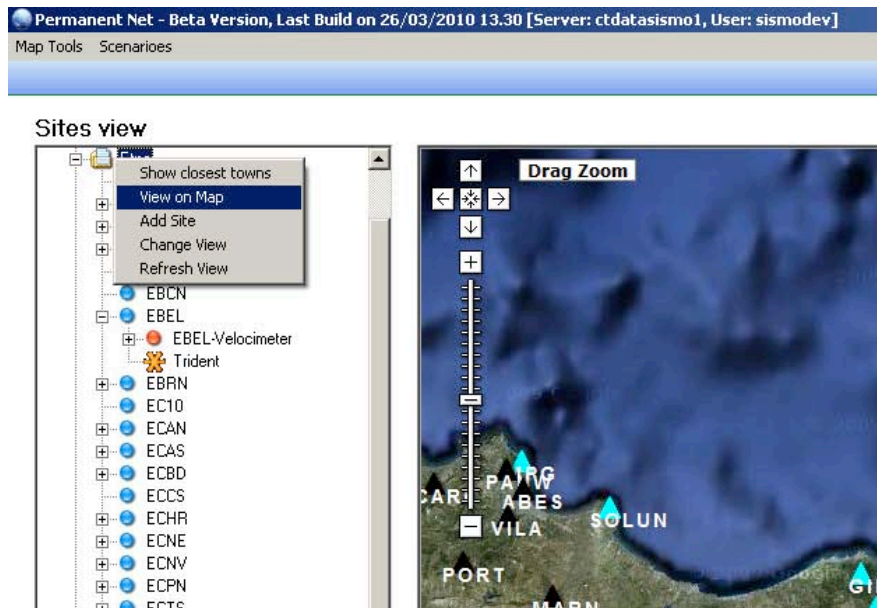 Permanent Net - Beta Version, Last Build on 26/03/2010 13.30 [Server: ctdatasismo1, User: sismodev]
Map Tools Scenarioes
Sites view
Show closest towns
View on Map
Add Site
Change View
Refresh View
EBCN
EBEL
EBEL-Velocimeter
Trident
EBRN
EC10
ECAN
ECAS
ECBD
ECCS
ECHR
ECNE
ECNV
ECPN
Drag Zoom
ABES
SOLUN
VILA
PORT